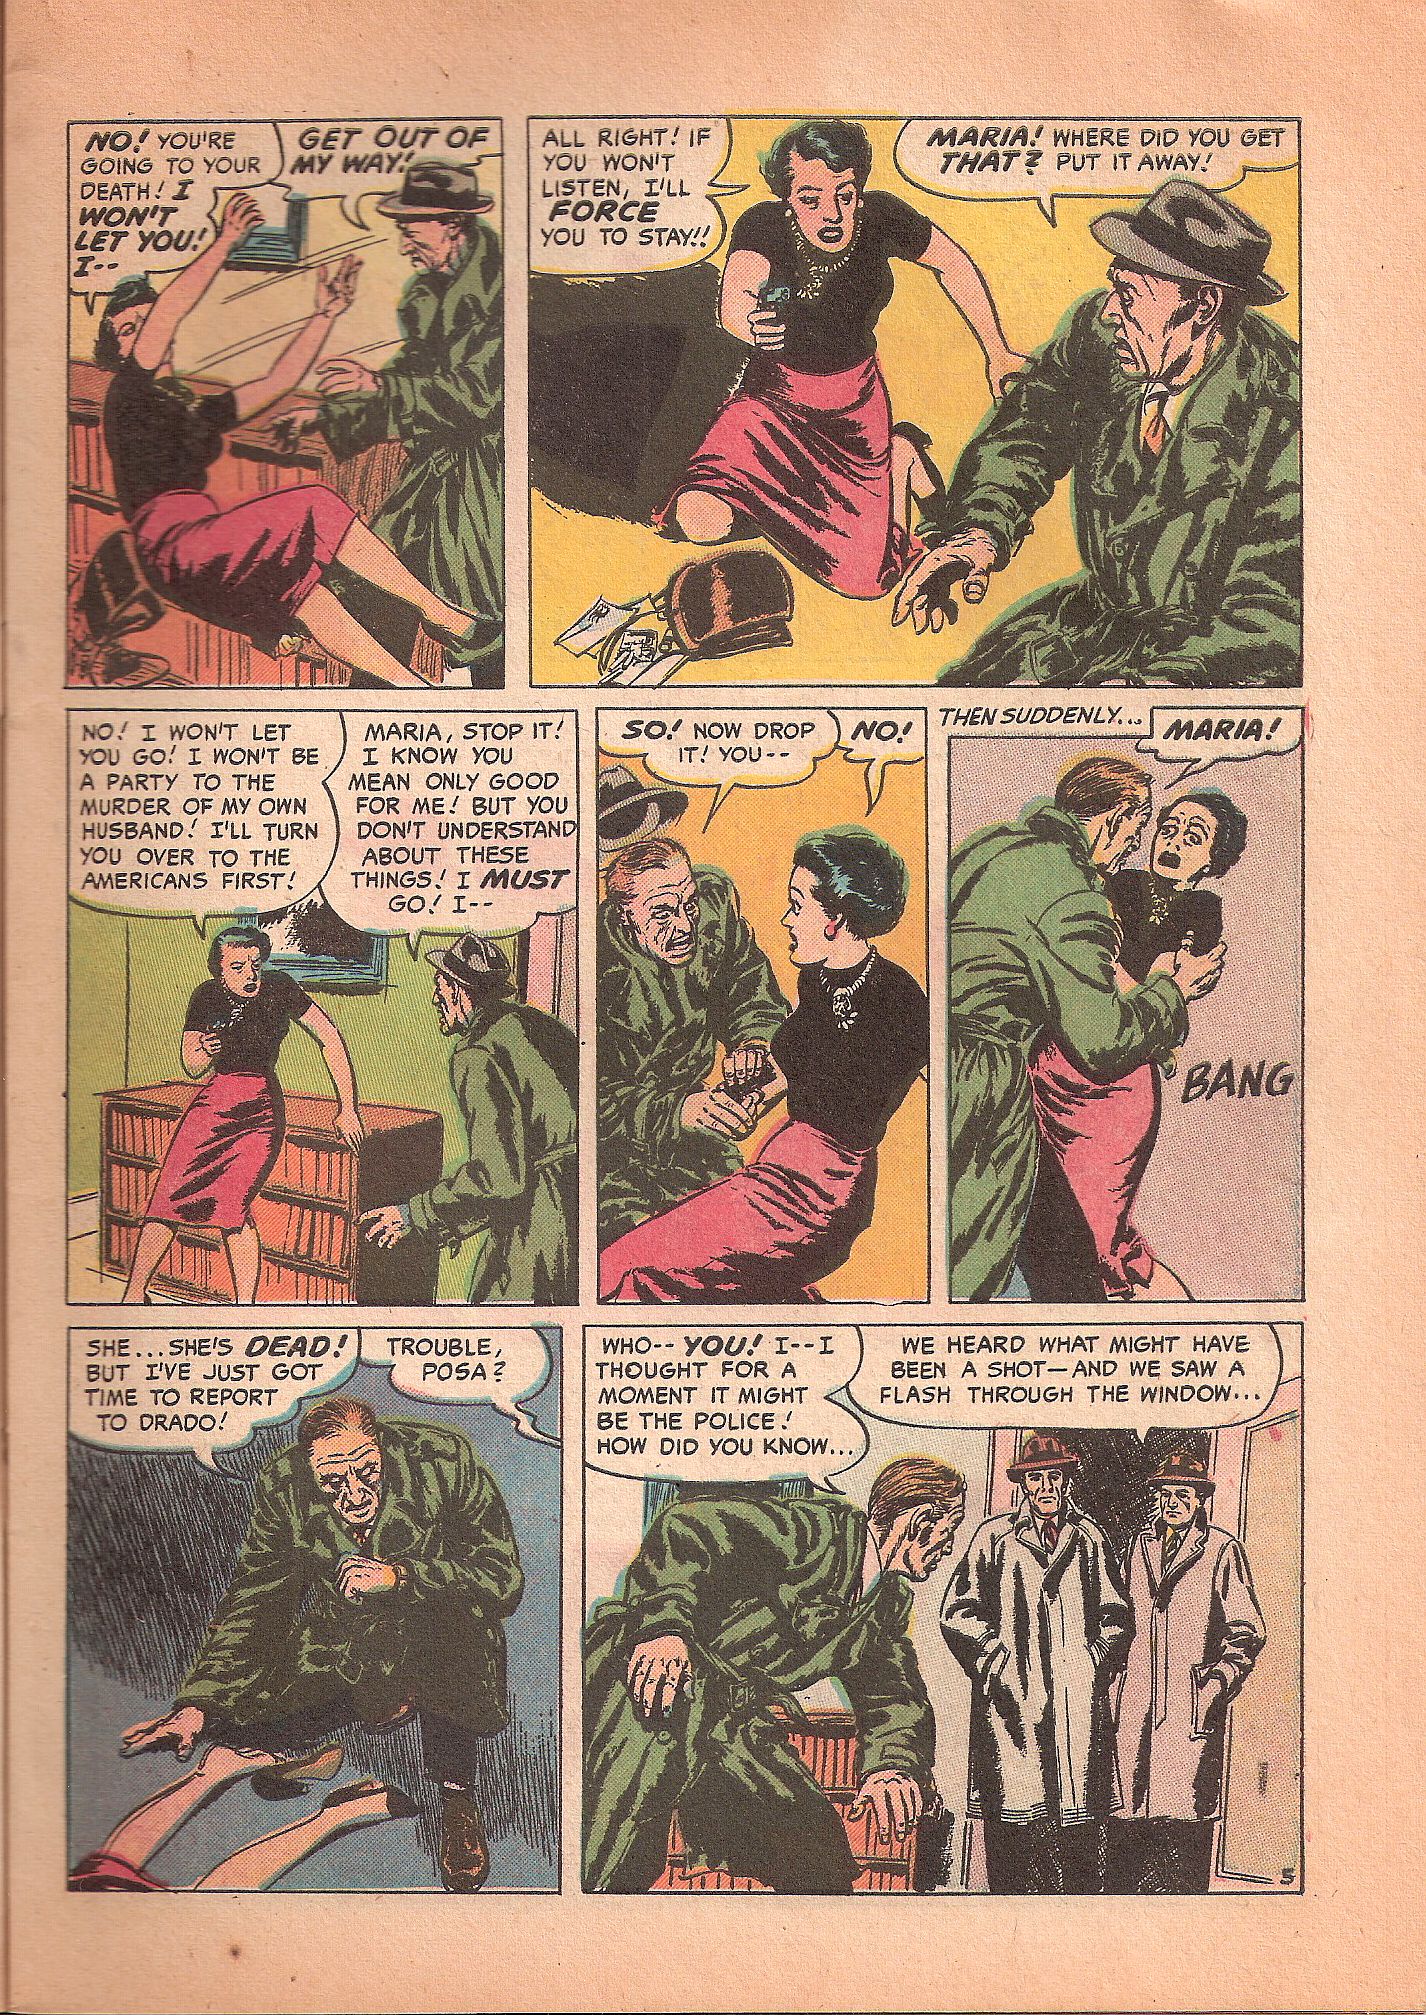 NO! YOU'RE
GOING TO YOUR
DEATH! I
WON'T
LET YOU!
I--
GET OUT OF
MY WAY!
ALL RIGHT! IF
YOU WON'T
LISTEN, I'LL
FORCE
YOU TO STAY!!
MARIA! WHERE DID YOU GET
THAT? PUT IT AWAY!
NO! I WON'T LET
YOU GO! I WON'T BE
A PARTY TO THE
MURDER OF MY OWN
HUSBAND! I'LL TURN
YOU OVER TO THE
AMERICANS FIRST!
MARIA, STOP IT!
I KNOW YOU
MEAN ONLY GOOD
FOR ME! BUT YOU
DON'T UNDERSTAND
ABOUT THESE
THINGS! I MUST
GO! I--
SO! NOW DROP
IT! YOU--
NO!
THEN SUDDENLY...
MARIA!
BANG
SHE...SHE'S DEAD!
BUT I'VE JUST GOT
TIME TO REPORT
TO DRADO!
TROUBLE,
POSA?
WHO-- YOU! I--I
THOUGHT FOR A
MOMENT IT MIGHT
BE THE POLICE!
HOW DID YOU KNOW...
WE HEARD WHAT MIGHT HAVE
BEEN A SHOT—AND WE SAW A
FLASH THROUGH THE WINDOW...
5